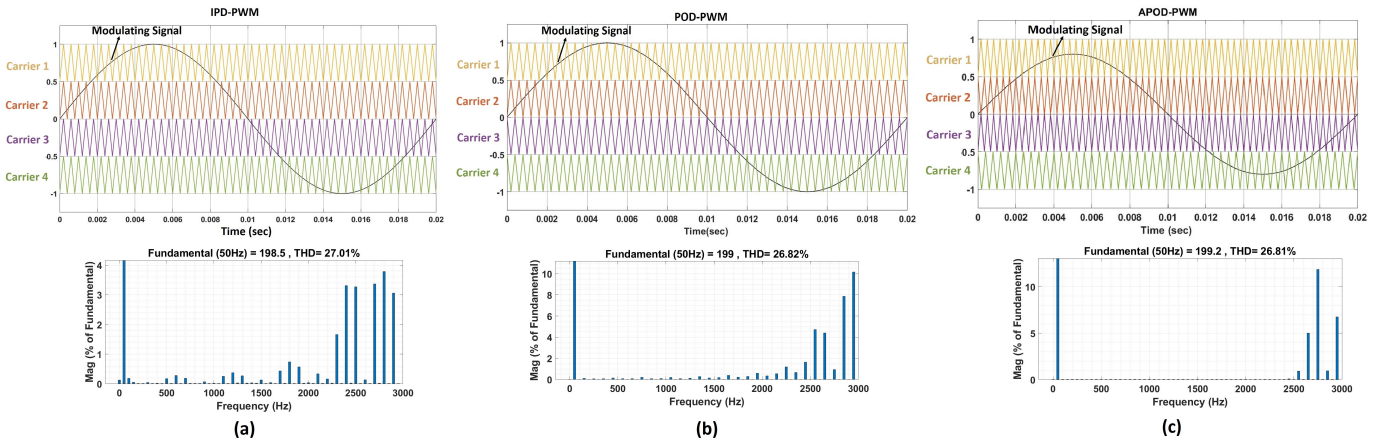 IPD-PWM
Modulating Signal
Carrier 1
Carrier 2
Carrier 3
Carrier 4
1
0.5
0
0.5
-1
0 0.002 0.004 0.006 0.008 0.01 0.012 0.014 0.016 0.018 0.02
Time (sec)
Fundamental (50Hz) = 198.5 , THD= 27.01%
Mag (% of Fundamental)
4
3
2
1
0
0 500 1000 1500 2000 2500 3000
Frequency (Hz)
(a)
POD-PWM
Modulating Signal
Carrier 1
Carrier 2
Carrier 3
Carrier 4
1
0.5
0
-0.5
-1
0 0.002 0.004 0.006 0.008 0.01 0.012 0.014 0.016 0.018 0.02
Time(sec)
Fundamental (50Hz) = 199 , THD= 26.82%
Mag (% of Fundamental)
10
8
6
4
2
0
0 500 1000 1500 2000 2500 3000
Frequency (Hz)
(b)
APOD-PWM
Modulating Signal
Carrier 1
Carrier 2
Carrier 3
Carrier 4
1
0.5
0
-0.5
-1
0 0.002 0.004 0.006 0.008 0.01 0.012 0.014 0.016 0.018 0.02
Time (sec)
Fundamental (50Hz) = 199.2 , THD= 26.81%
Mag (% of Fundamental)
10
5
0
0 500 1000 1500 2000 2500 3000
Frequency (Hz)
(c)